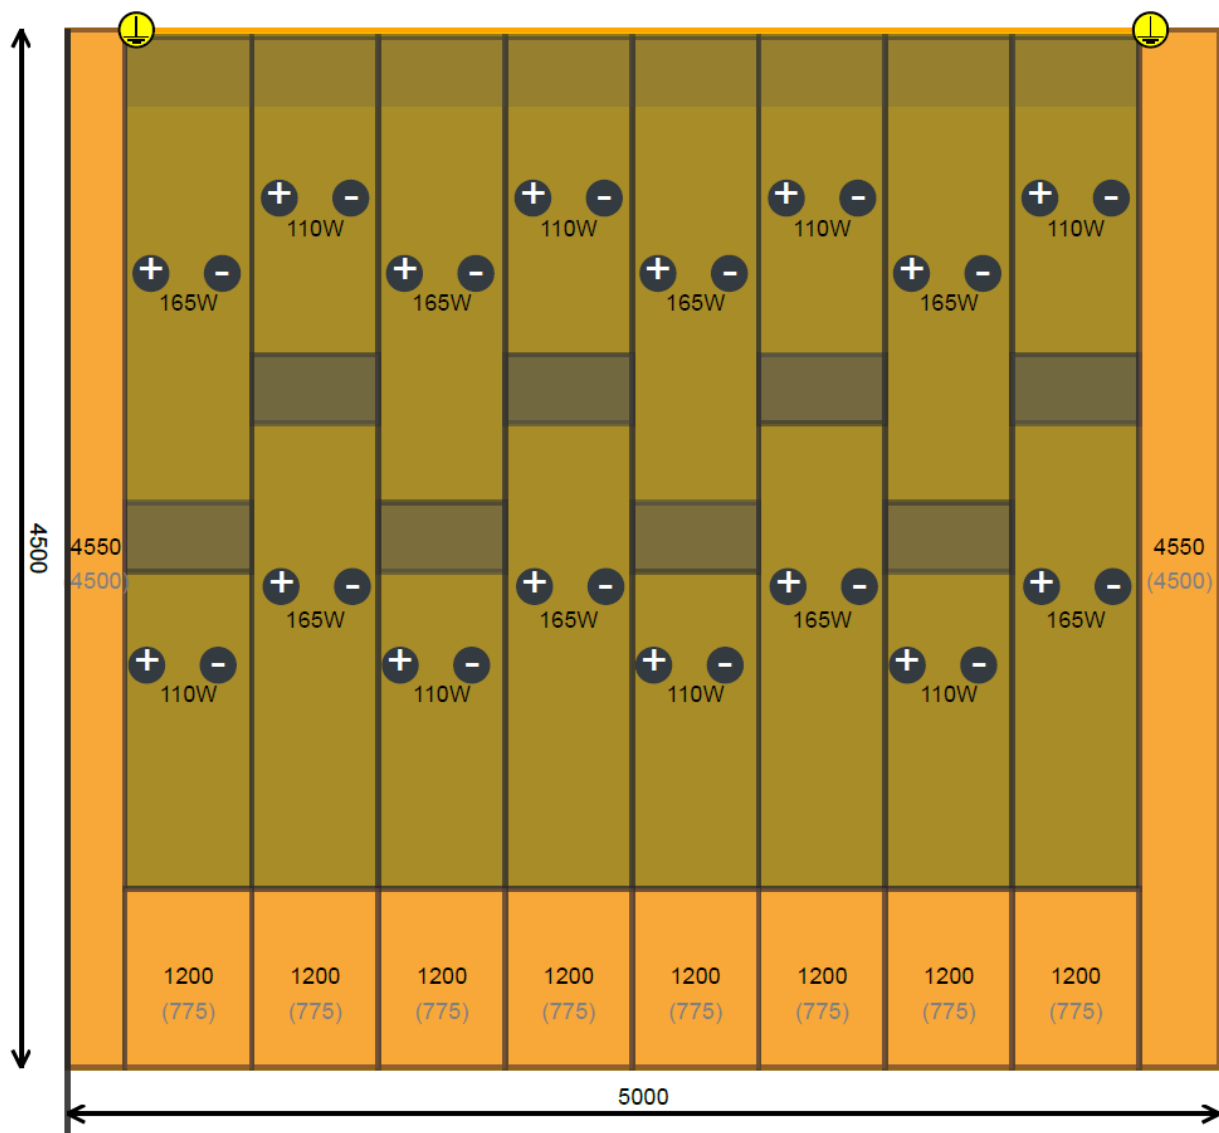 + - + - + - + -
110W 110W 110W 110W
+ - + - + - + -
165W 165W 165W 165W
4500
4550 4550
(4500) (4500)
+ - + - + - + -
165W 165W 165W 165W
+ - + - + - + -
110W 110W 110W 110W
1200 1200 1200 1200 1200 1200 1200 1200
(775) (775) (775) (775) (775) (775) (775) (775)
5000